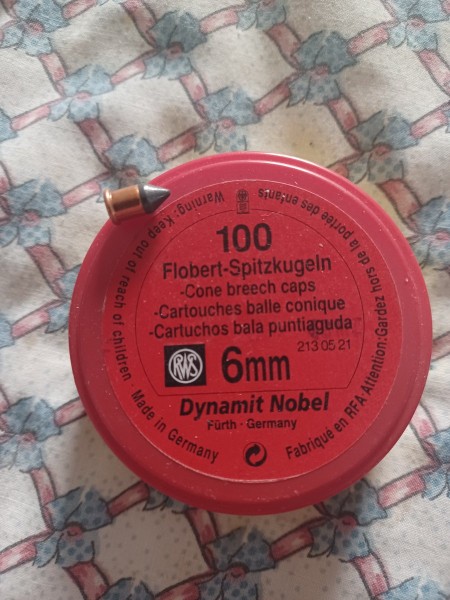 100
Flobert-Spitzkugeln
-Cone breech caps
-Cartouches balle conique
-Cartuchos bala puntiaguda
213 05 21
RWS
6mm
Dynamit Nobel
Fürth · Germany
Warning: Keep out of reach of children
Made in Germany
Fabriqué en RFA Attention: Gardez hors de la portée des enfants